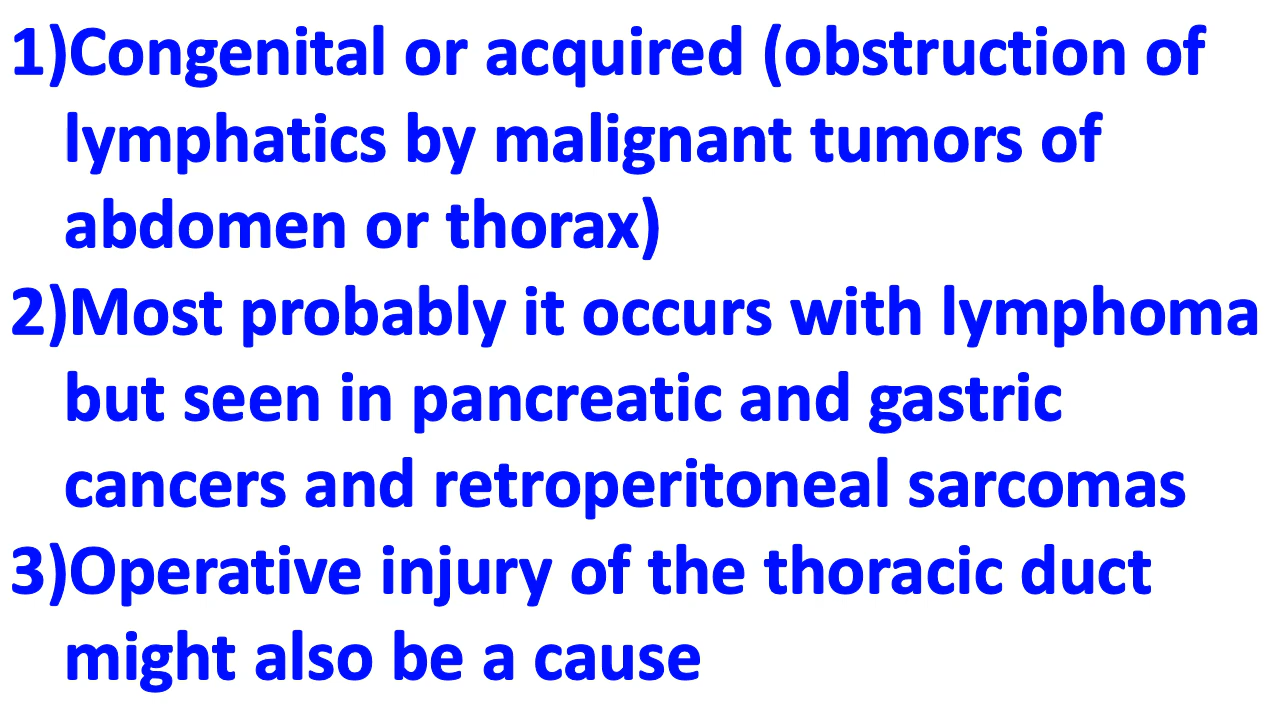 1)Congenital or acquired (obstruction of
lymphatics by malignant tumors of
abdomen or thorax)
2)Most probably it occurs with lymphoma
but seen in pancreatic and gastric
cancers and retroperitoneal sarcomas
3)Operative injury of the thoracic duct
might also be a cause